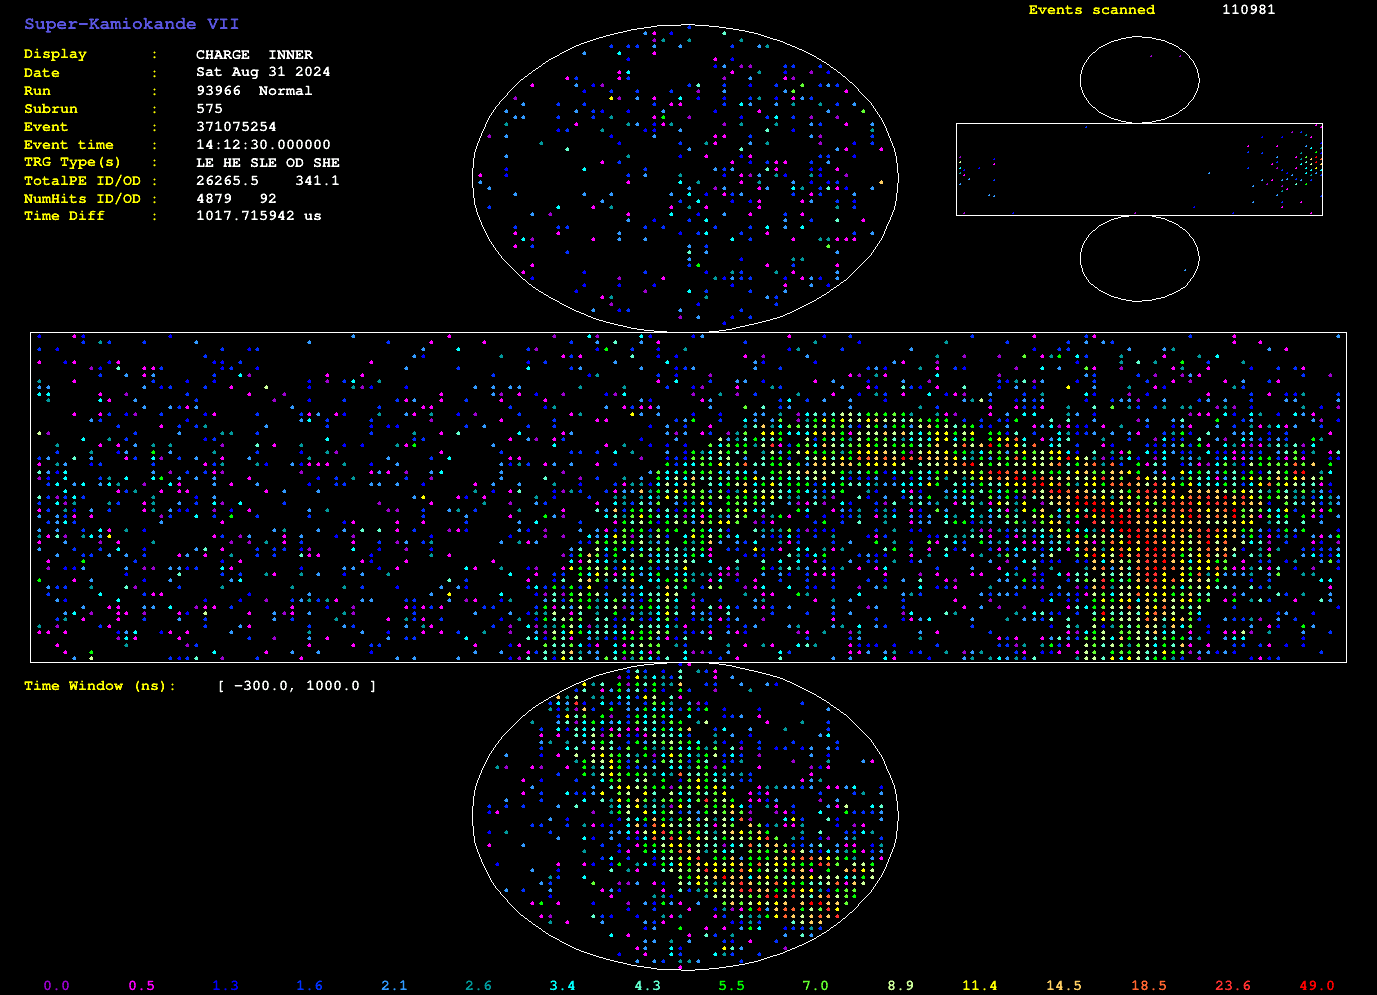 Super-Kamiokande VII
Events scanned 110981
Display : CHARGE INNER
Date : Sat Aug 31 2024
Run : 93966 Normal
Subrun : 575
Event : 371075254
Event time : 14:12:30.000000
TRG Type(s) : LE HE SLE OD SHE
TotalPE ID/OD : 26265.5 341.1
NumHits ID/OD : 4879 92
Time Diff : 1017.715942 us
Time Window (ns): [ -300.0, 1000.0 ]
0.0 0.5 1.3 1.6 2.1 2.6 3.4 4.3 5.5 7.0 8.9 11.4 14.5 18.5 23.6 49.0